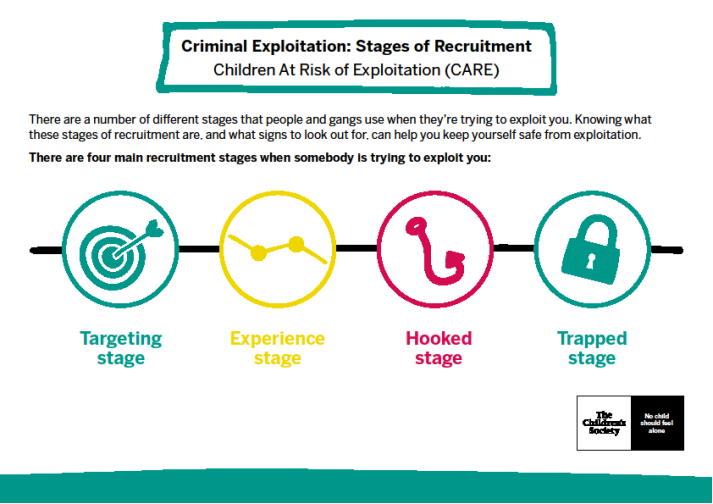 Criminal Exploitation: Stages of Recruitment
Children At Risk of Exploitation (CARE)
There are a number of different stages that people and gangs use when they're trying to exploit you. Knowing what
these stages of recruitment are, and what signs to look out for, can help you keep yourself safe from exploitation.
There are four main recruitment stages when somebody is trying to exploit you:
Targeting
stage
Experience
stage
Hooked
stage
Trapped
stage
The
Children's
Society
No child
should feel
alone